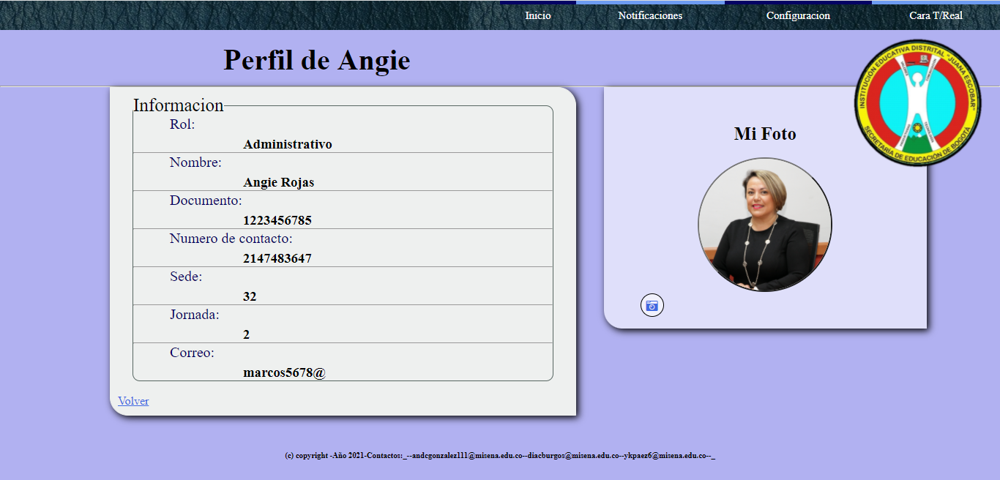 Inicio Notificaciones Configuracion Cara T/Real
Perfil de Angie
INSTITUCIÓN EDUCATIVA DISTRITAL "JUANA ESCOBAR"
SECRETARÍA DE EDUCACIÓN DE BOGOTÁ
Informacion
Rol:
Administrativo
Nombre:
Angie Rojas
Documento:
1223456785
Numero de contacto:
2147483647
Sede:
32
Jornada:
2
Correo:
marcos5678@
Volver
Mi Foto
(c) copyright -Año 2021-Contactos:_--andcgonzalez111@misena.edu.co--diacburgos@misena.edu.co--ykpaez6@misena.edu.co--_